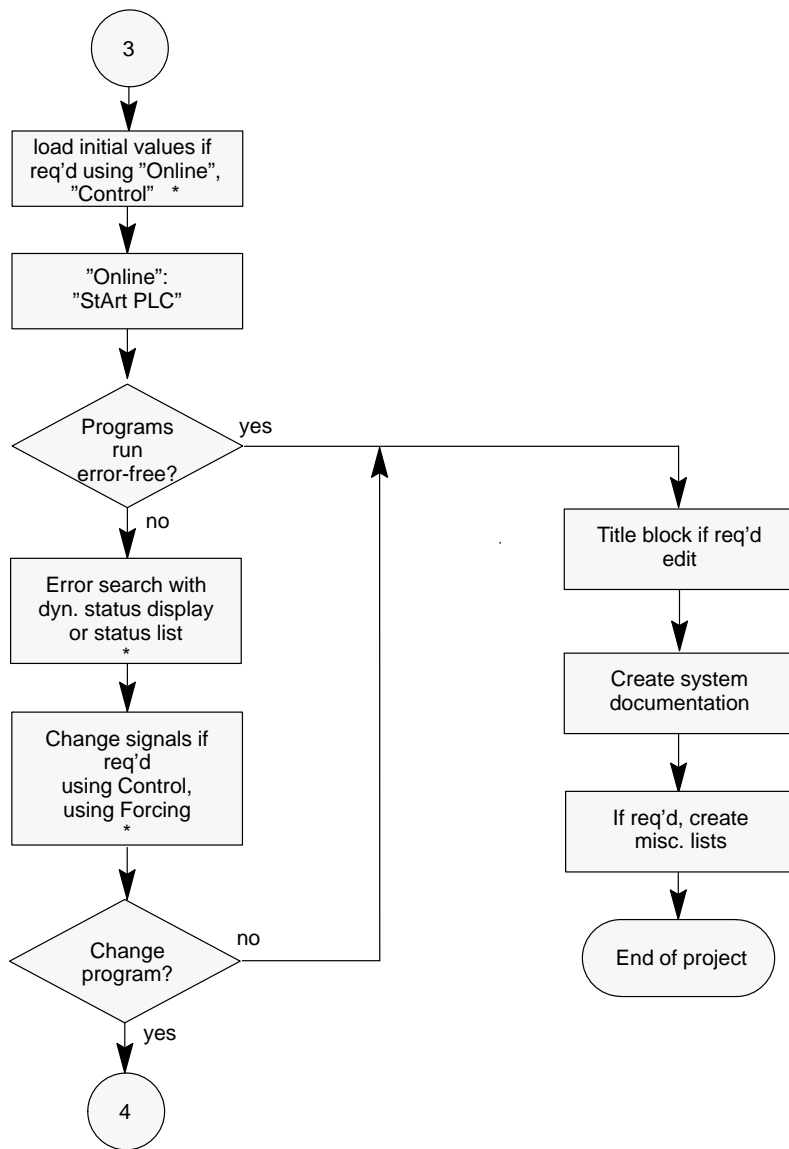 3
load initial values if
req’d using ”Online”,
”Control” *
”Online”:
”StArt PLC”
Programs
run
error-free?
yes
no
Error search with
dyn. status display
or status list
*
Change signals if
req’d
using Control,
using Forcing
*
Change
program?
no
yes
4
Title block if req’d
edit
Create system
documentation
If req’d, create
misc. lists
End of project